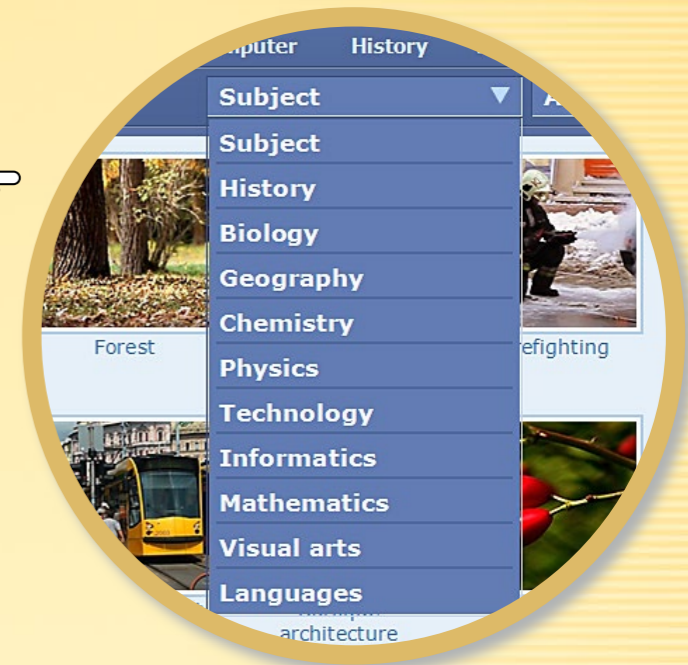 History
Subject
Subject
History
Biology
Geography
Chemistry
Physics
Technology
Informatics
Mathematics
Visual arts
Languages
Forest
architecture